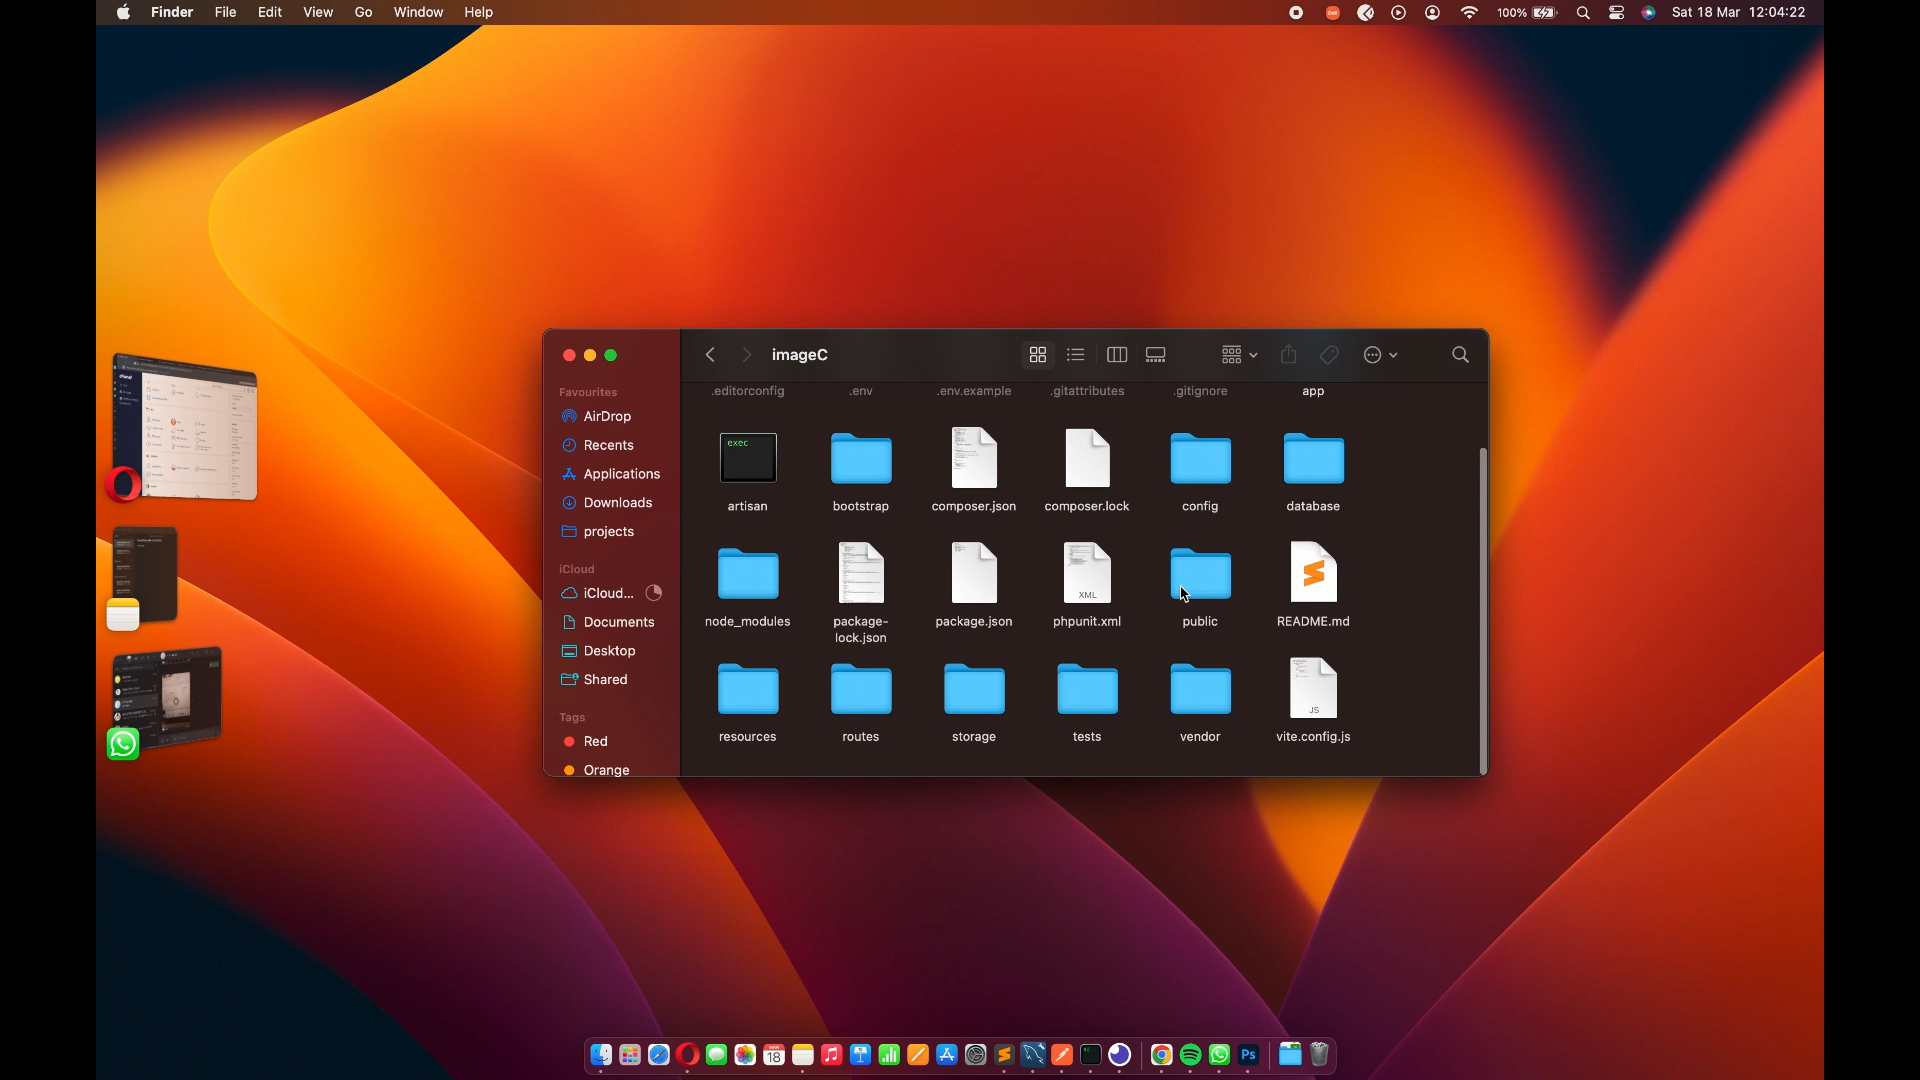 Finder File Edit View Go Window Help 100% Sat 18 Mar 12:04:22
imageC
Favourites
AirDrop
Recents
Applications
Downloads
projects
iCloud
iCloud...
Documents
Desktop
Shared
Tags
Red
Orange
.editorconfig .env .env.example .gitattributes .gitignore app
exec
artisan bootstrap composer.json composer.lock config database
XML
node_modules package-
lock.json package.json phpunit.xml public README.md
JS
resources routes storage tests vendor vite.config.js
18
Ps